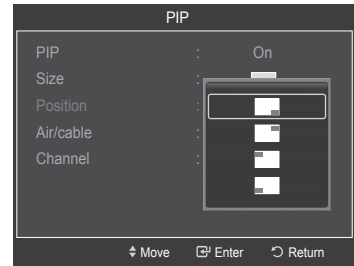 PIP
PIP : On
Size :
Position :
Air/cable :
Channel :
Move Enter Return